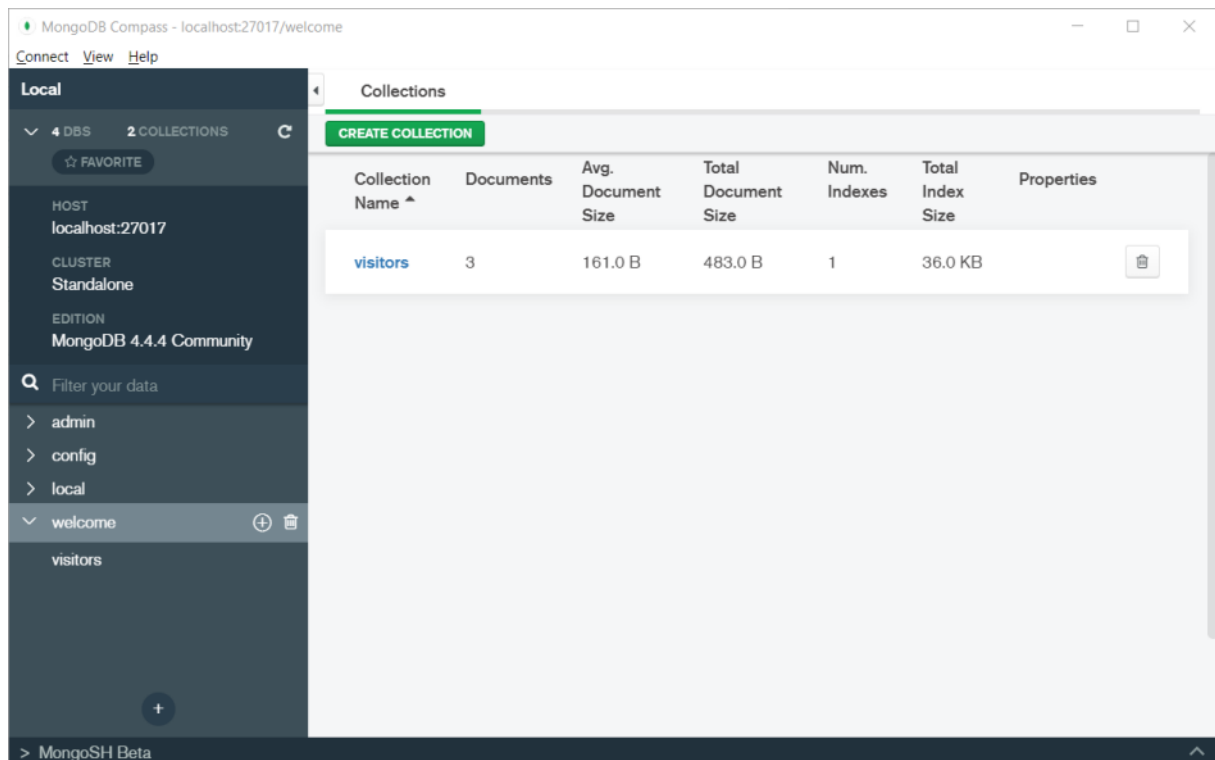 MongoDB Compass - localhost:27017/welcome
Connect View Help
Local
4 DBS 2 COLLECTIONS
FAVORITE
HOST
localhost:27017
CLUSTER
Standalone
EDITION
MongoDB 4.4.4 Community
Filter your data
admin
config
local
welcome
visitors
> MongoSH Beta
Collections
CREATE COLLECTION
Collection Name
Documents
Avg. Document Size
Total Document Size
Num. Indexes
Total Index Size
Properties
visitors 3 161.0 B 483.0 B 1 36.0 KB